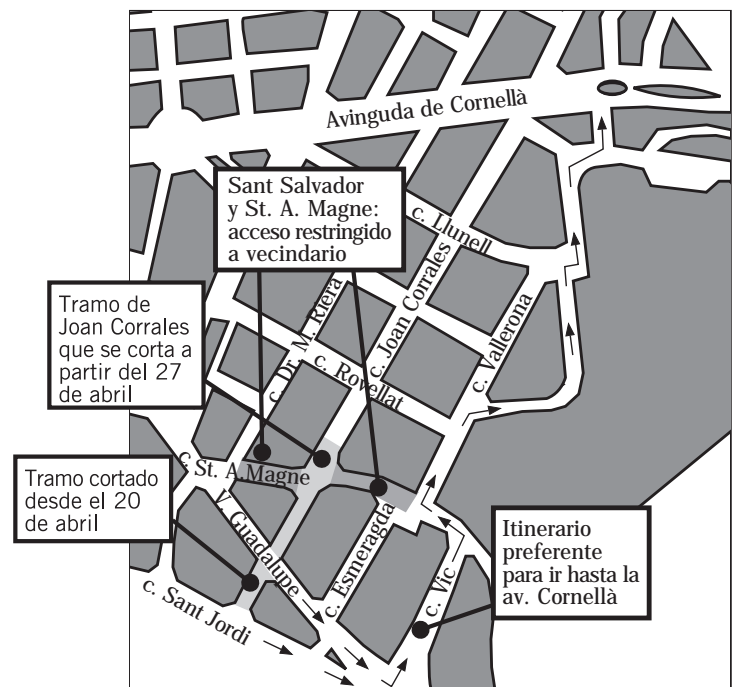 Avinguda de Cornellà
Sant Salvador
y St. A. Magne:
acceso restringido
a vecindario
c. Llunell
Tramo de
Joan Corrales
que se corta a
partir del 27
de abril
c. Dr. M. Riera
c. Joan Corrales
c. Vallerona
c. Rovellat
c. St. A.Magne
Tramo cortado
desde el 20
de abril
V. Guadalupe
c. Esmeragda
c. Vic
Itinerario
preferente
para ir hasta la
av. Cornellà
c. Sant Jordi